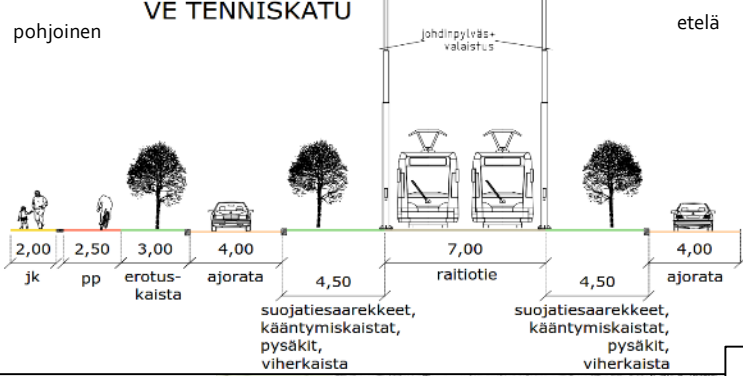 VE TENNISKATU
pohjoinen
etelä
johdinpylväs+
valaistus
2,00
2,50
3,00
4,00
4,50
7,00
4,50
4,00
jk
pp
erotus-
kaista
ajorata
raitiotie
ajorata
suojatiesaarekkeet,
kääntymiskaistat,
pysäkit,
viherkaista
suojatiesaarekkeet,
kääntymiskaistat,
pysäkit,
viherkaista